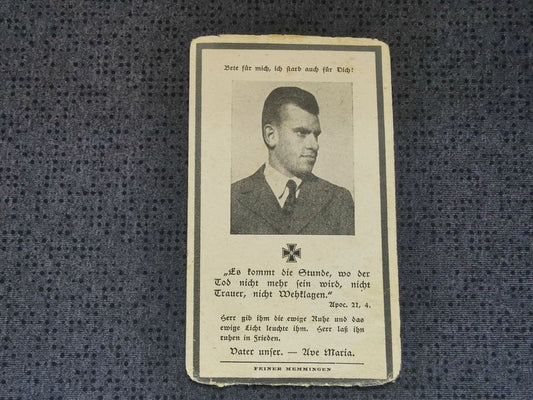 Bete für mich, ich starb auch für Dich!
„Es kommt die Stunde, wo der
Tod nicht mehr sein wird, nicht
Trauer, nicht Wehklagen.“
Apoc. 21, 4.
Herr gib ihm die ewige Ruhe und das
ewige Licht leuchte ihm. Herr laß ihn
ruhen in Frieden.
Vater unser. — Ave Maria.
FEINER MEMMINGEN